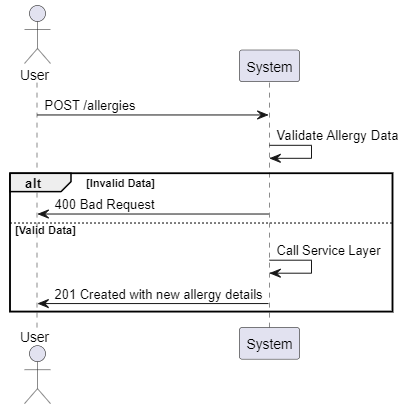 User
System
POST /allergies
Validate Allergy Data
alt [Invalid Data]
400 Bad Request
[Valid Data]
Call Service Layer
201 Created with new allergy details
User
System